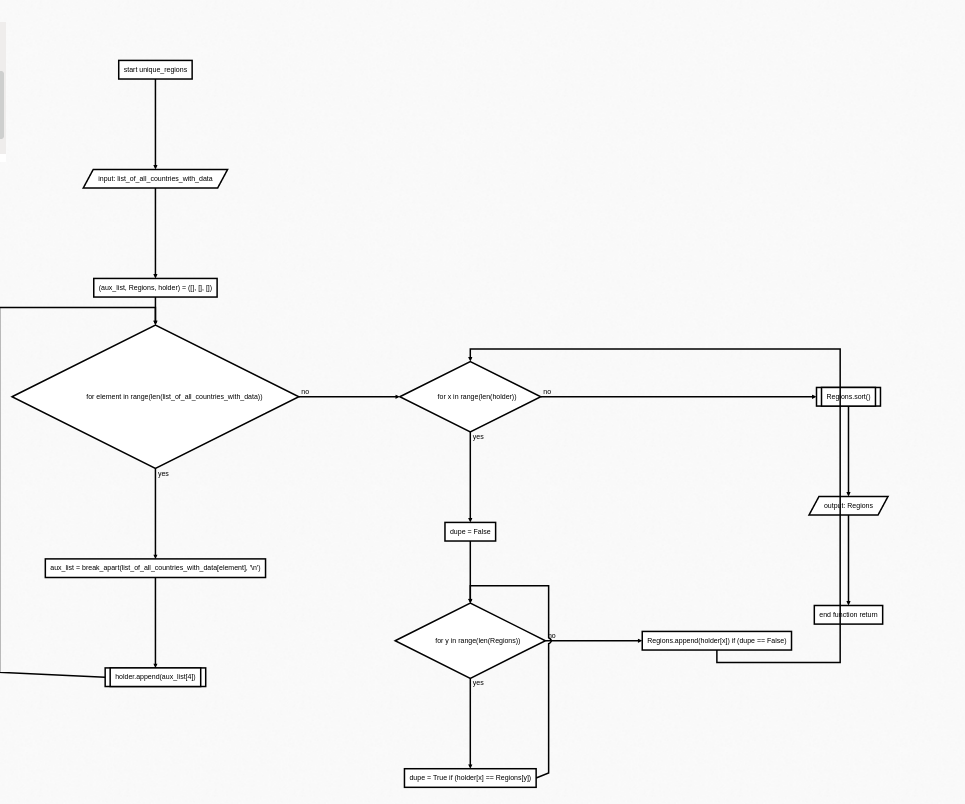 start unique_regions
input: list_of_all_countries_with_data
(aux_list, Regions, holder) = ([], [], [])
for element in range(len(list_of_all_countries_with_data))
no
yes
aux_list = break_apart(list_of_all_countries_with_data[element], '\n')
holder.append(aux_list[4])
for x in range(len(holder))
no
yes
dupe = False
for y in range(len(Regions))
no
yes
dupe = True if (holder[x] == Regions[y])
Regions.append(holder[x]) if (dupe == False)
Regions.sort()
output: Regions
end function return